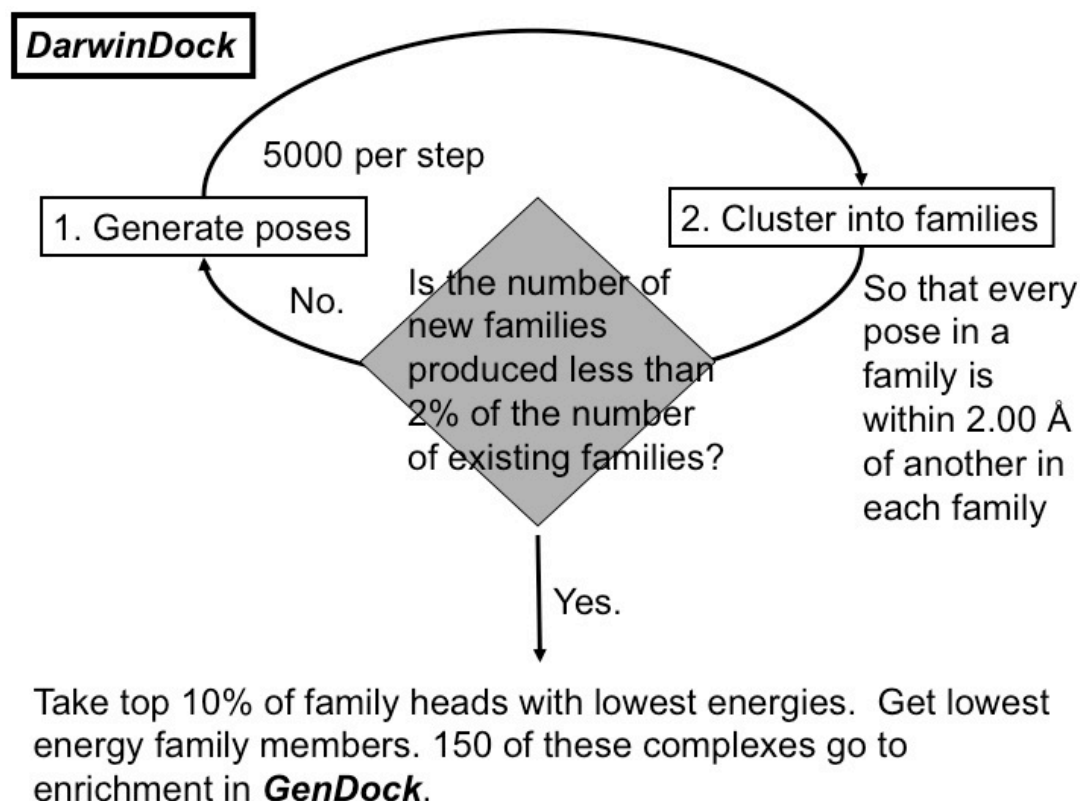 DarwinDock
5000 per step
1. Generate poses
2. Cluster into families
No.
Is the number of
new families
produced less than
2% of the number
of existing families?
So that every
pose in a
family is
within 2.00 Å
of another in
each family
Yes.
Take top 10% of family heads with lowest energies.  Get lowest
energy family members. 150 of these complexes go to
enrichment in GenDock.